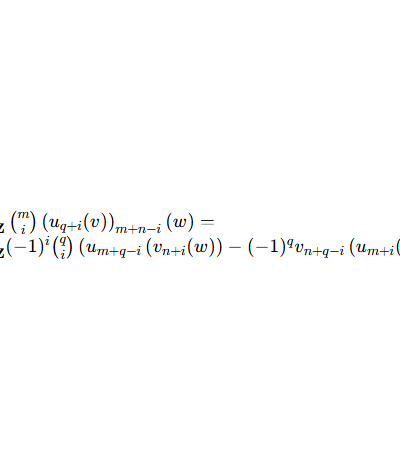 z \binom{m}{i} (u_{q+i}(v))_{m+n-i} (w) =
z (-1)^i \binom{q}{i} (u_{m+q-i} (v_{n+i}(w)) - (-1)^q v_{n+q-i} (u_{m+i}(